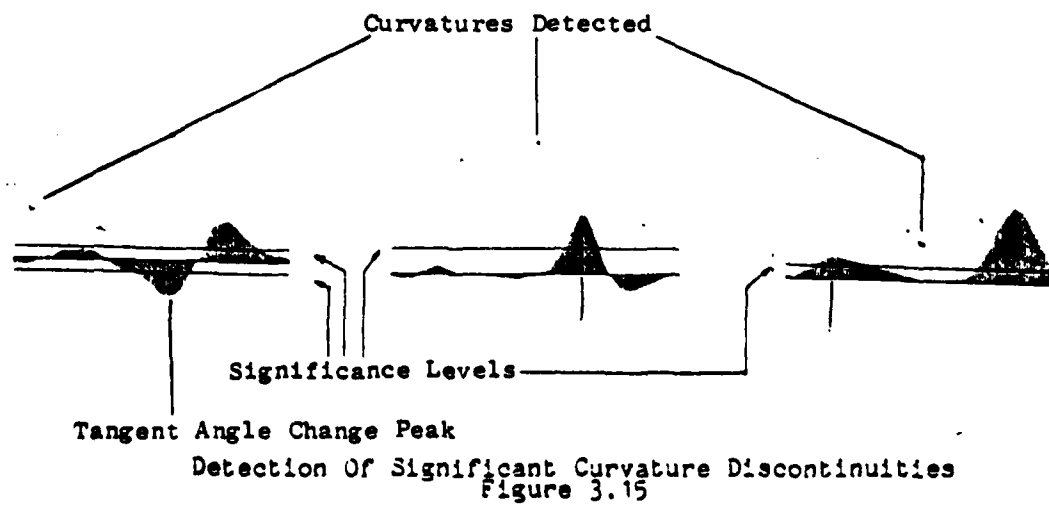 Curvatures Detected
Significance Levels
Tangent Angle Change Peak
Detection Of Significant Curvature Discontinuities
Figure 3.15